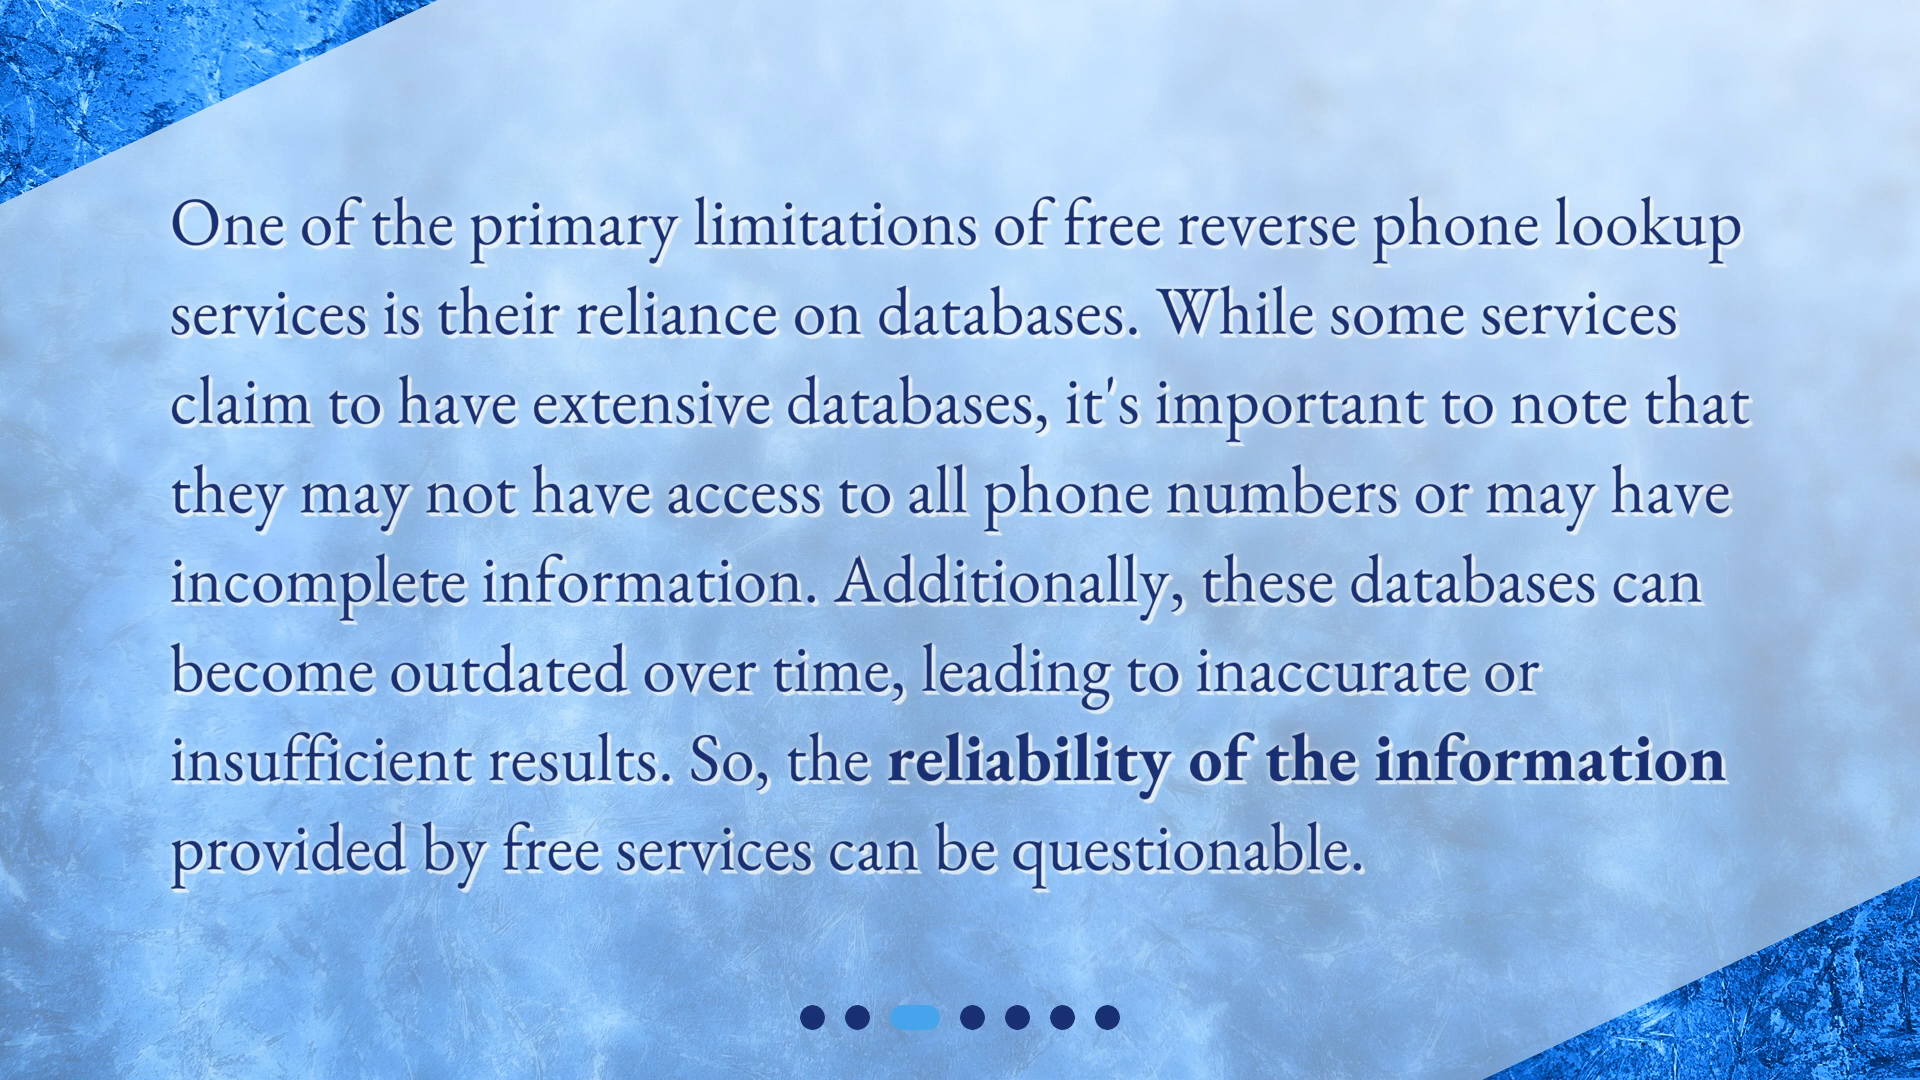 One of the primary limitations of free reverse phone lookup
services is their reliance on databases. While some services
claim to have extensive databases, it's important to note that
they may not have access to all phone numbers or may have
incomplete information. Additionally, these databases can
become outdated over time, leading to inaccurate or
insufficient results. So, the reliability of the information
provided by free services can be questionable.